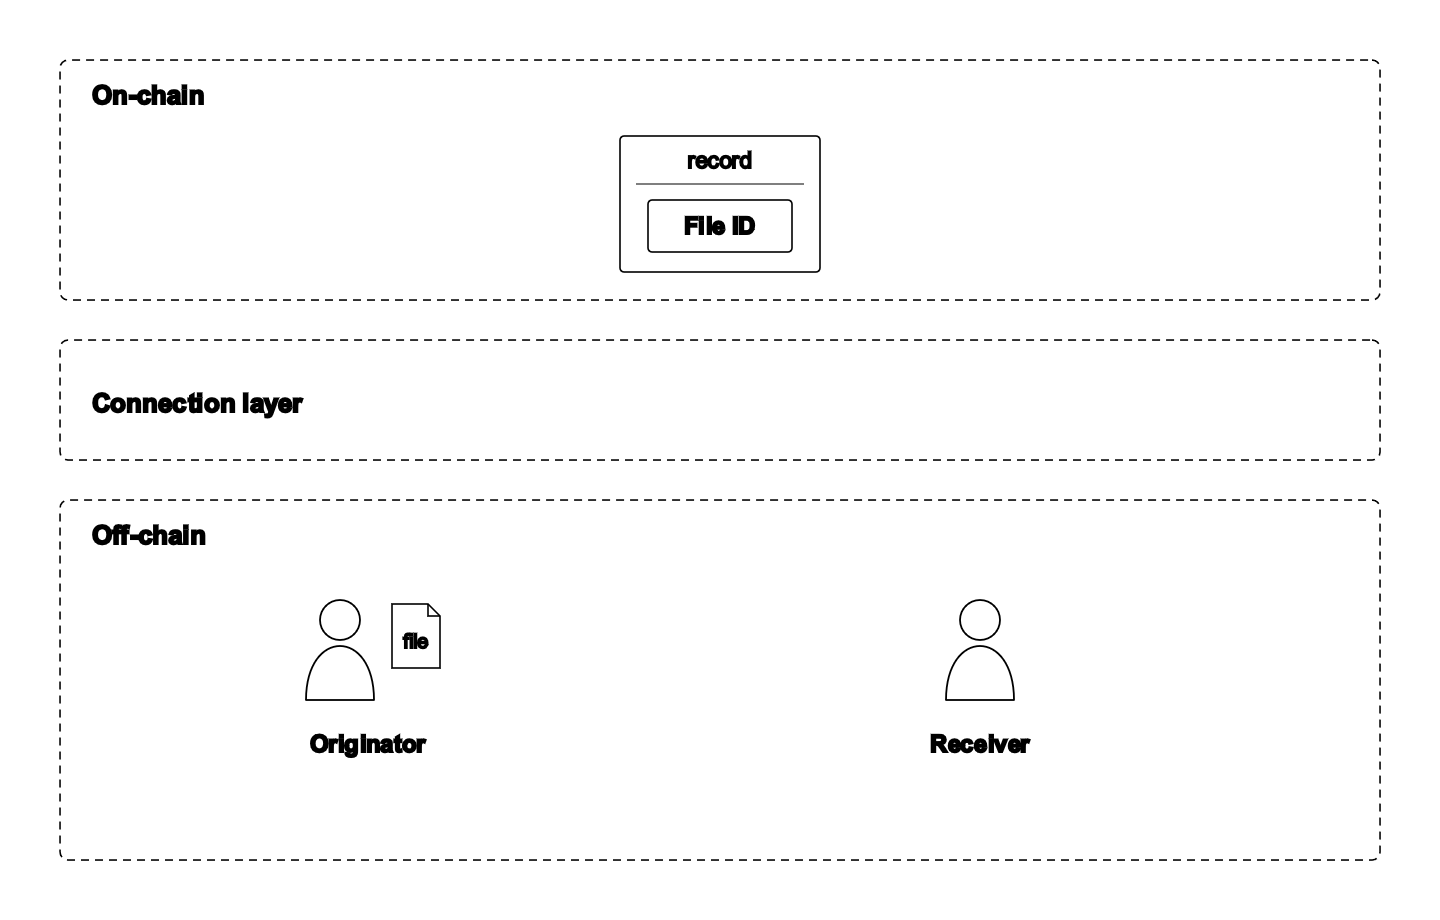 On-chain
record
File ID
Connection layer
Off-chain
file
Originator
Receiver